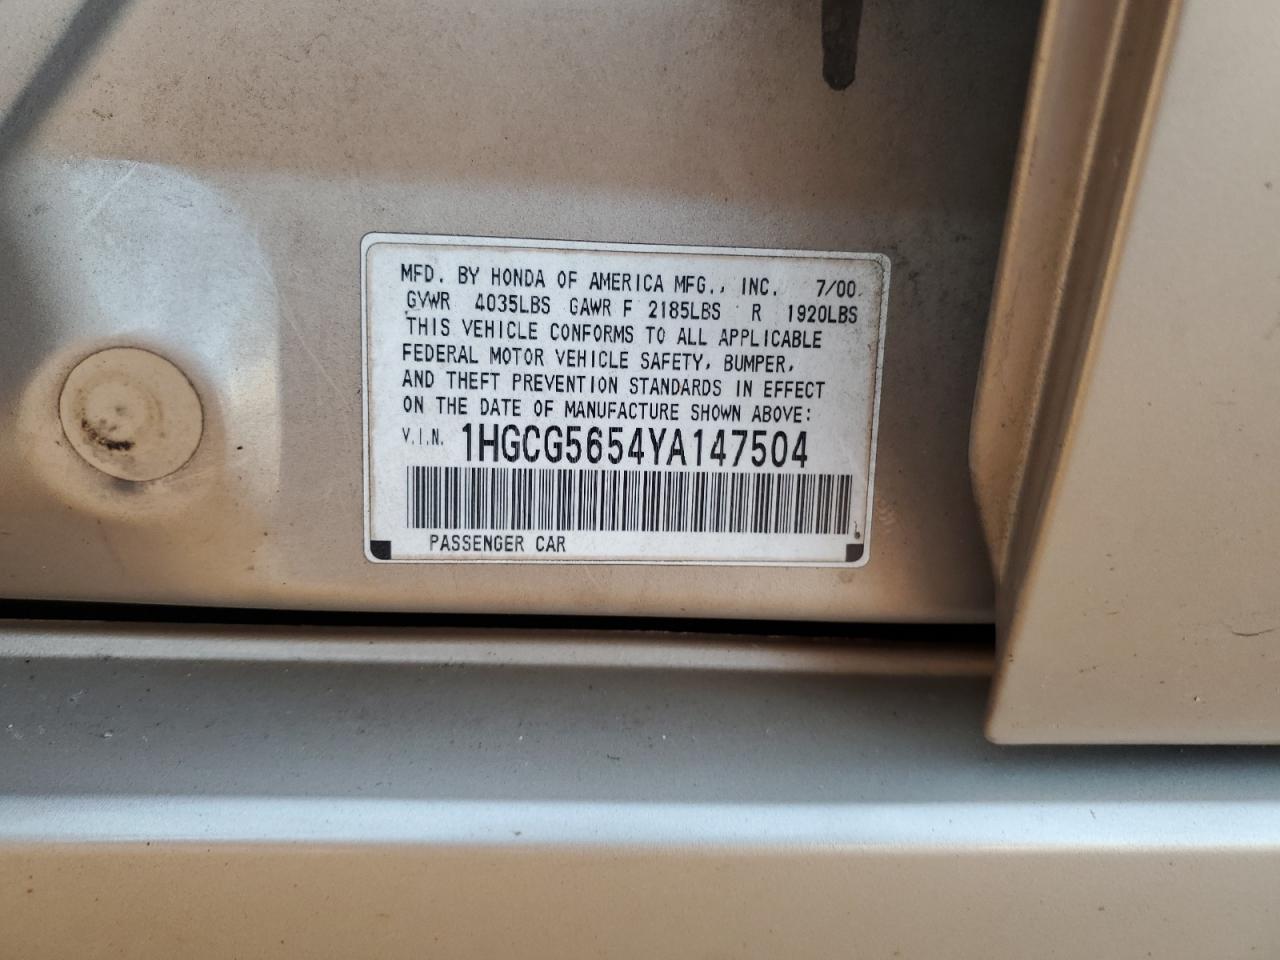 MFD. BY HONDA OF AMERICA MFG., INC. 7/00
GVWR 4035LBS GAWR F 2185LBS R 1920LBS
THIS VEHICLE CONFORMS TO ALL APPLICABLE
FEDERAL MOTOR VEHICLE SAFETY, BUMPER,
AND THEFT PREVENTION STANDARDS IN EFFECT
ON THE DATE OF MANUFACTURE SHOWN ABOVE:
V.I.N. 1HGCG5654YA147504
PASSENGER CAR